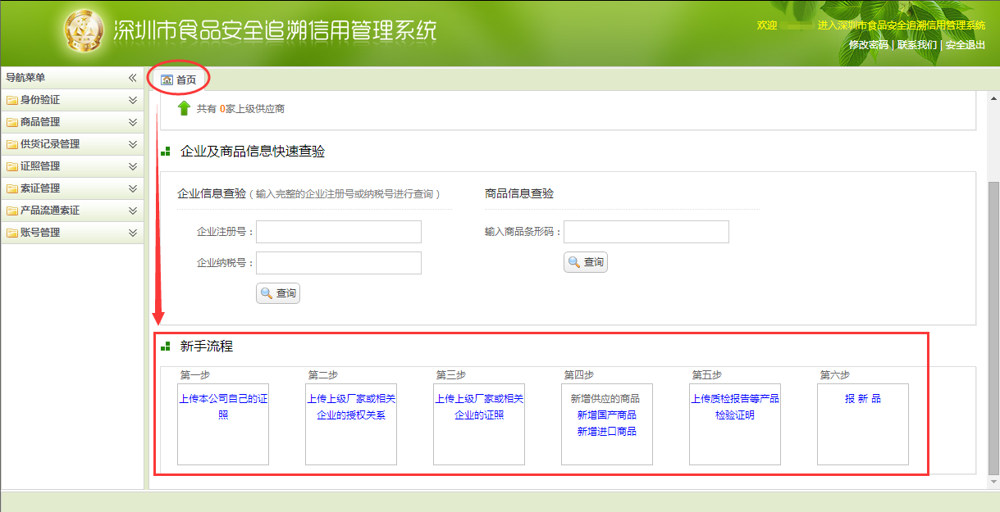 深圳市食品安全追溯信用管理系统
欢迎 进入深圳市食品安全追溯信用管理系统
修改密码 | 联系我们 | 安全退出
导航菜单
身份验证
商品管理
供货记录管理
证照管理
索证管理
产品流通索证
账号管理
首页
共有 0家上级供应商
企业及商品信息快速查验
企业信息查验 ( 输入完整的企业注册号或纳税号进行查询 )
企业注册号：
企业纳税号：
查询
商品信息查验
输入商品条形码：
查询
新手流程
第一步
上传本公司自己的证
照
第二步
上传上级厂家或相关
企业的授权关系
第三步
上传上级厂家或相关
企业的证照
第四步
新增供应的商品
新增国产商品
新增进口商品
第五步
上传质检报告等产品
检验证明
第六步
报 新 品